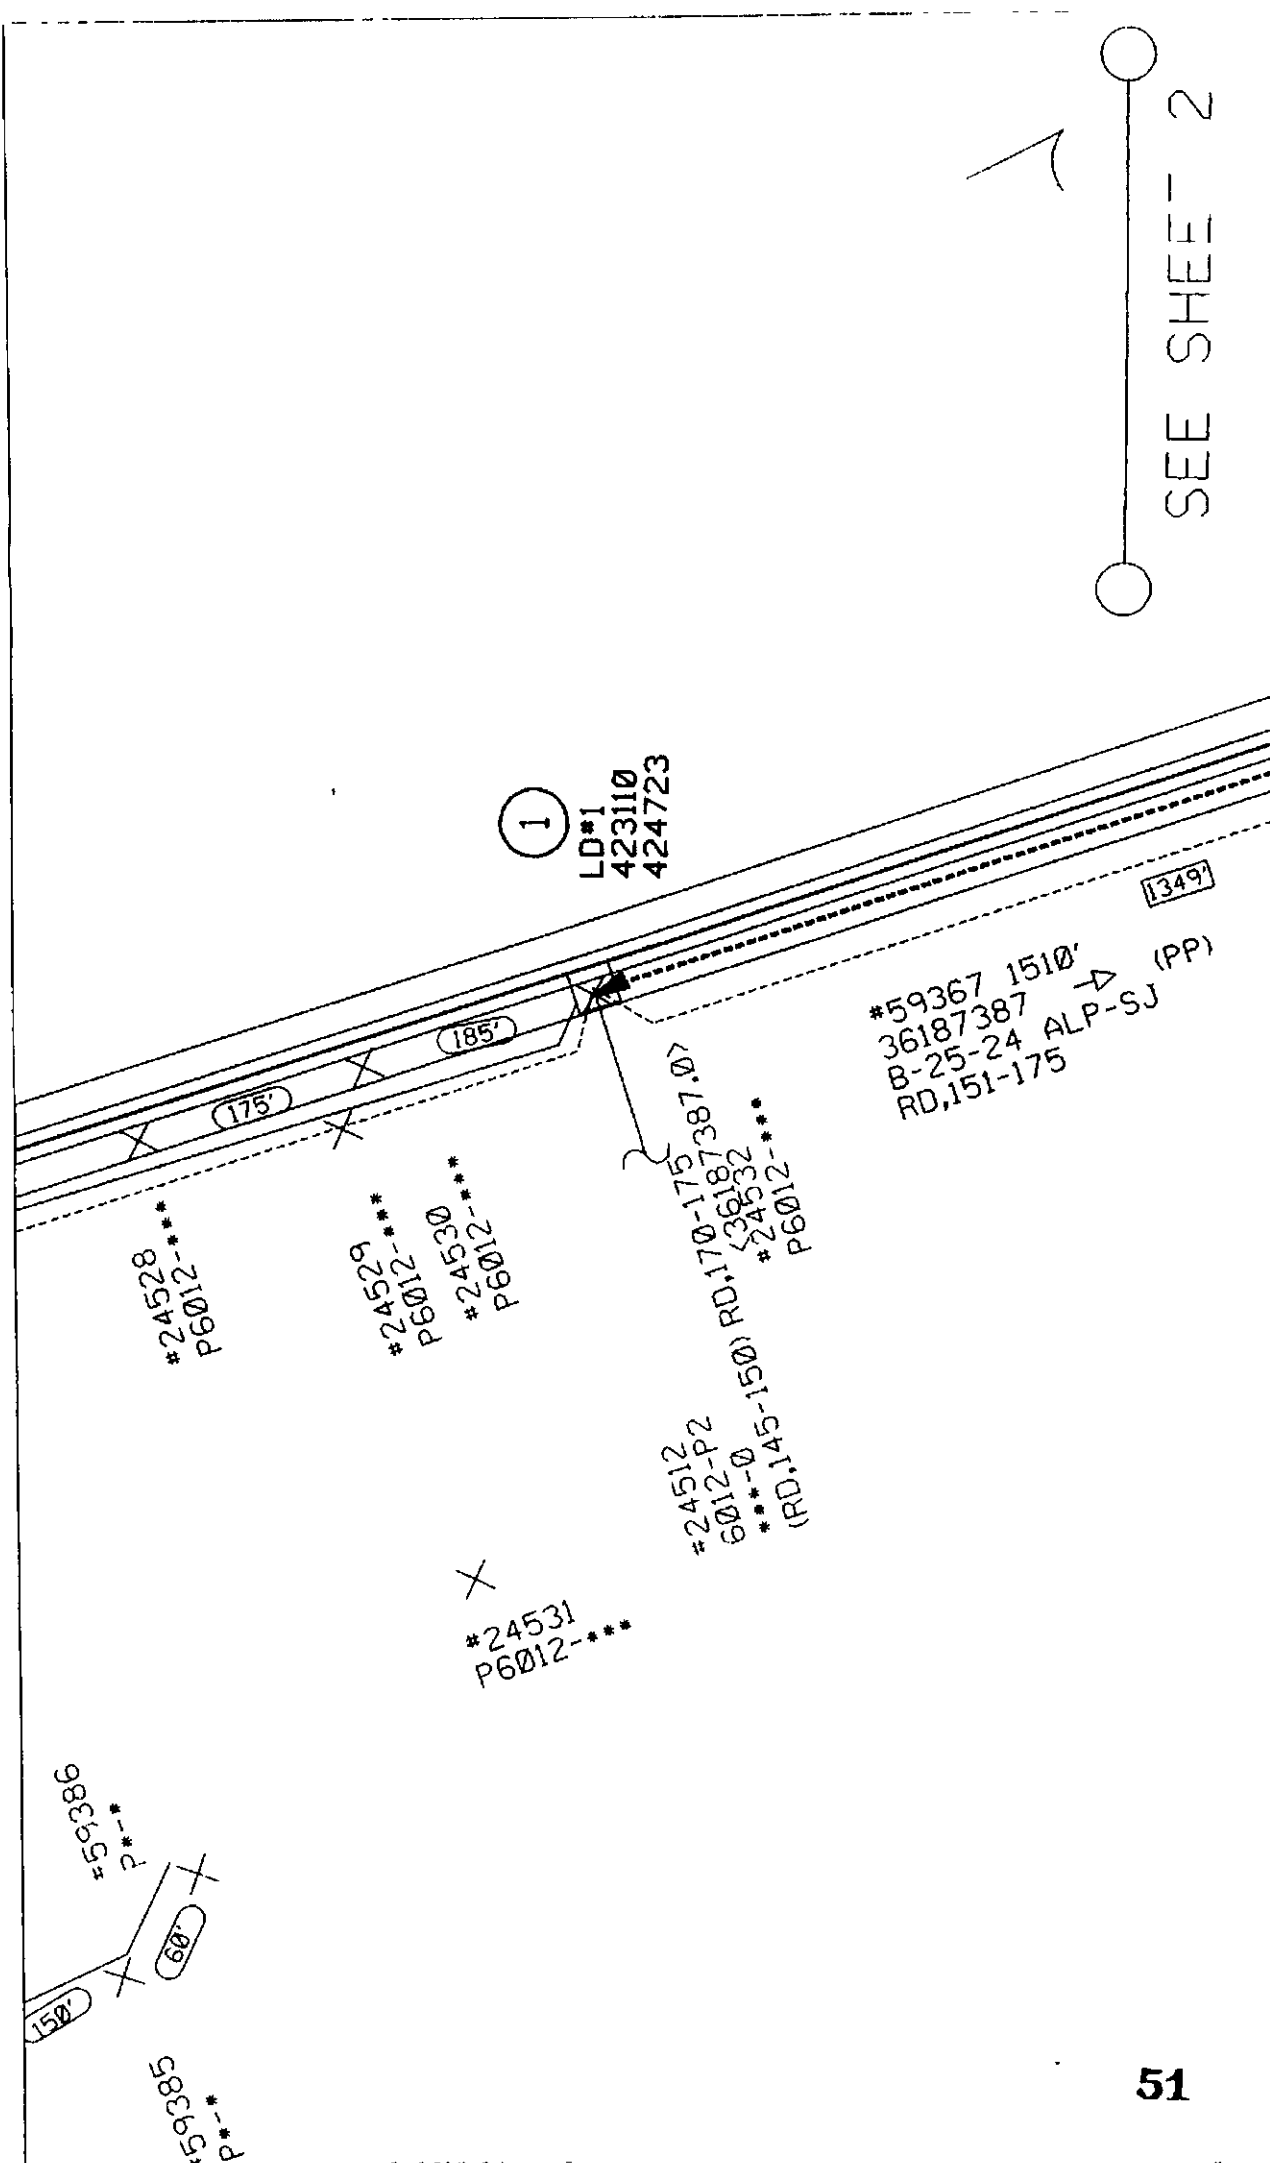 SEE SHEET 2
1
LD#1
423110
424723
1349'
185'
175'
#59367 1510'
36187387
B-25-24 ALP-SJ (PP)
RD,151-175
#24528
P6012-***
#24529
P6012-***
#24530
P6012-***
<36187387.0>
#24532
P6012-***
#24512
6012-P2
***-0
(RD,145-150) RD,170-175
#24531
P6012-***
#59386
P*-*
60'
150'
#59385
P*-*
51